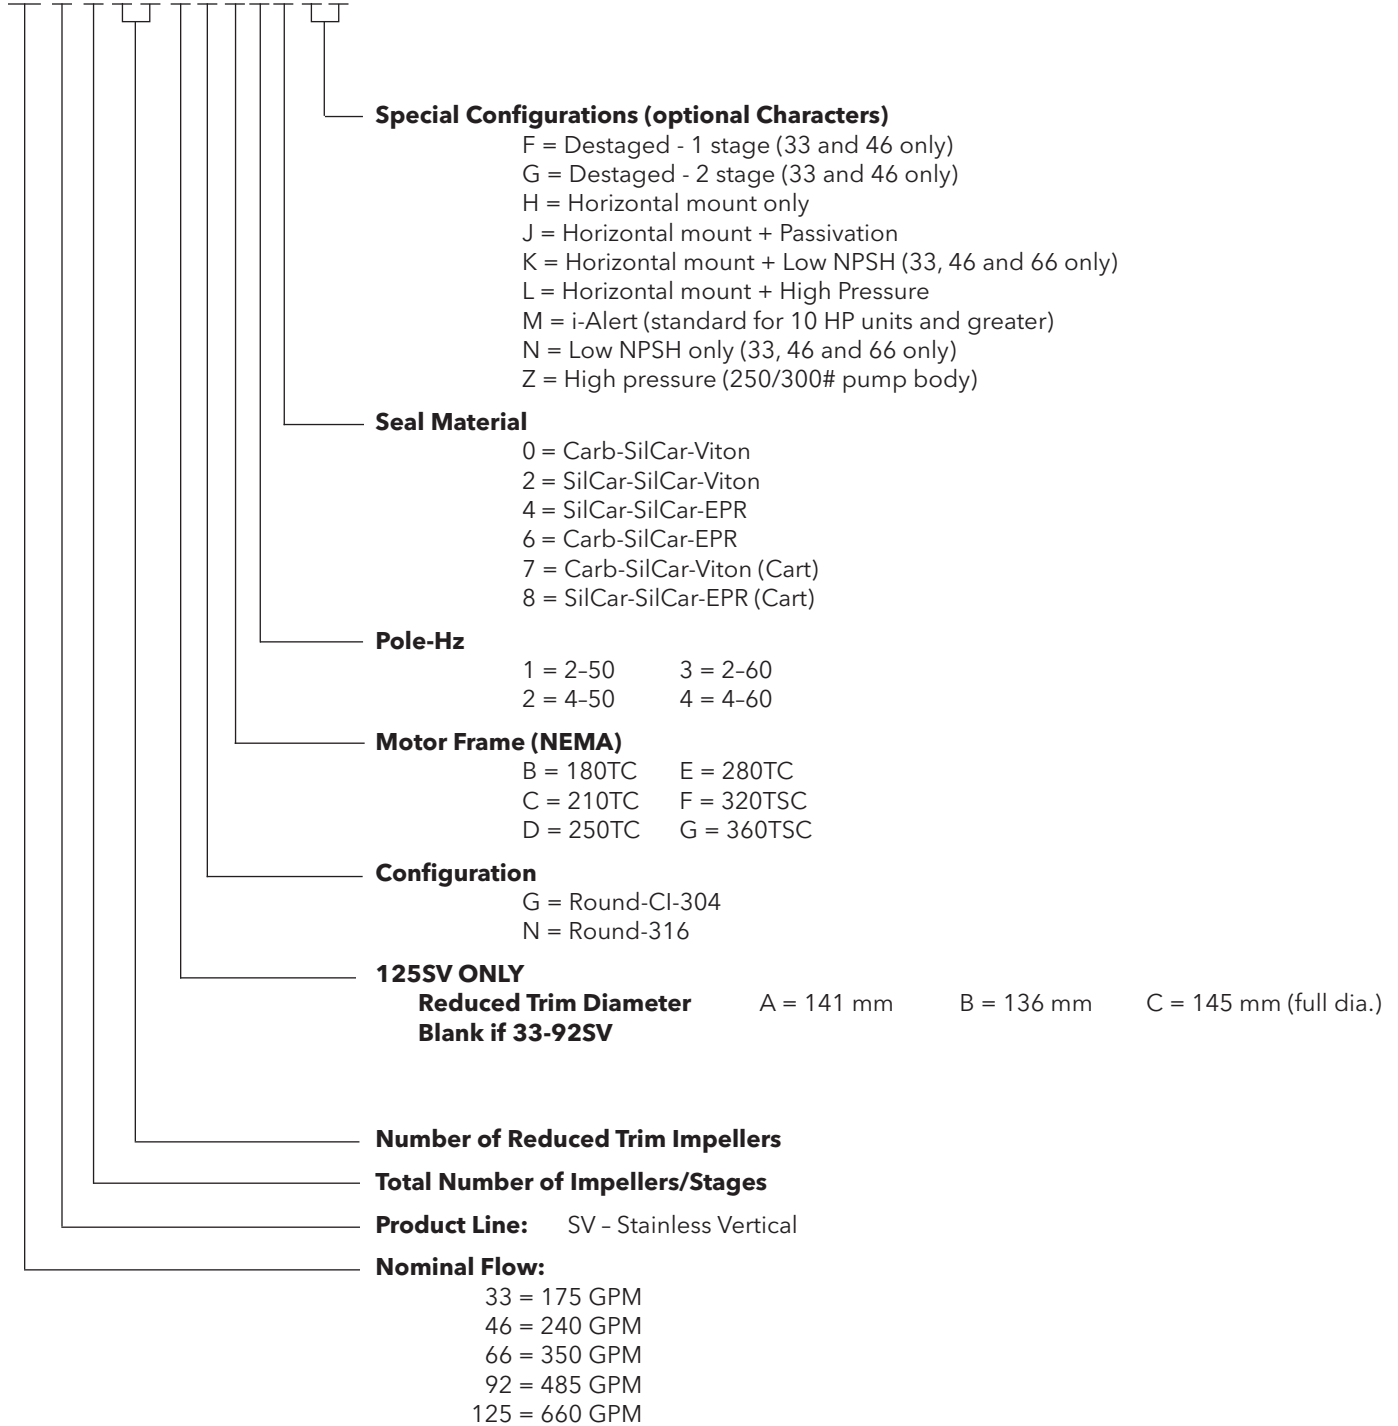 Special Configurations (optional Characters)
F = Destaged - 1 stage (33 and 46 only)
G = Destaged - 2 stage (33 and 46 only)
H = Horizontal mount only
J = Horizontal mount + Passivation
K = Horizontal mount + Low NPSH (33, 46 and 66 only)
L = Horizontal mount + High Pressure
M = i-Alert (standard for 10 HP units and greater)
N = Low NPSH only (33, 46 and 66 only)
Z = High pressure (250/300# pump body)
Seal Material
0 = Carb-SilCar-Viton
2 = SilCar-SilCar-Viton
4 = SilCar-SilCar-EPR
6 = Carb-SilCar-EPR
7 = Carb-SilCar-Viton (Cart)
8 = SilCar-SilCar-EPR (Cart)
Pole-Hz
1 = 2–50 3 = 2–60
2 = 4–50 4 = 4–60
Motor Frame (NEMA)
B = 180TC E = 280TC
C = 210TC F = 320TSC
D = 250TC G = 360TSC
Configuration
G = Round-CI-304
N = Round-316
125SV ONLY
Reduced Trim Diameter A = 141 mm B = 136 mm C = 145 mm (full dia.)
Blank if 33-92SV
Number of Reduced Trim Impellers
Total Number of Impellers/Stages
Product Line: SV – Stainless Vertical
Nominal Flow:
33 = 175 GPM
46 = 240 GPM
66 = 350 GPM
92 = 485 GPM
125 = 660 GPM